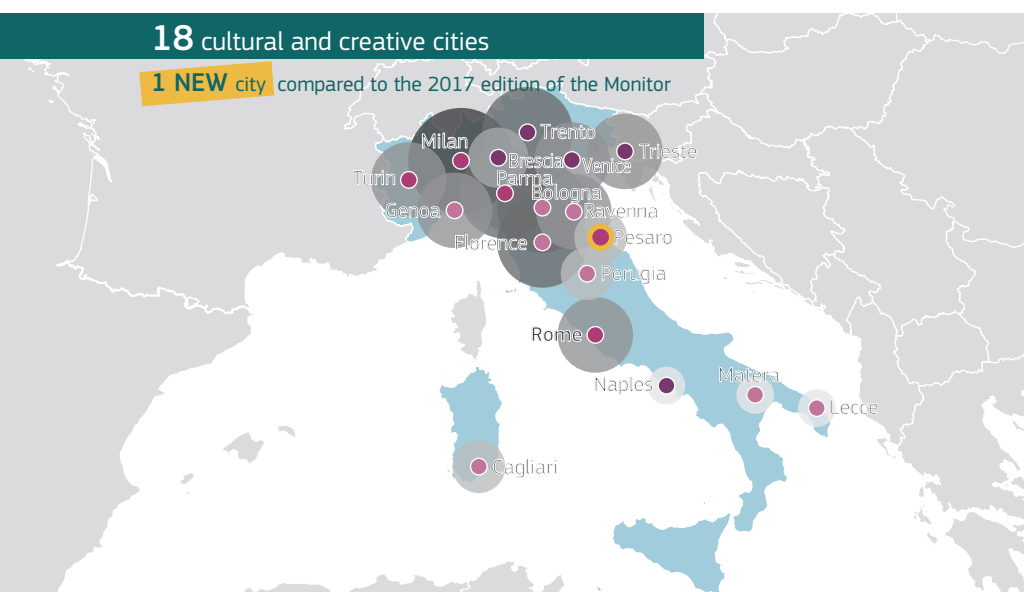 18 cultural and creative cities
1 NEW city compared to the 2017 edition of the Monitor
Trento
Milan
Brescia
Venice
Trieste
Turin
Parma
Bologna
Genoa
Ravenna
Florence
Pesaro
Perugia
Rome
Naples
Matera
Lecce
Cagliari